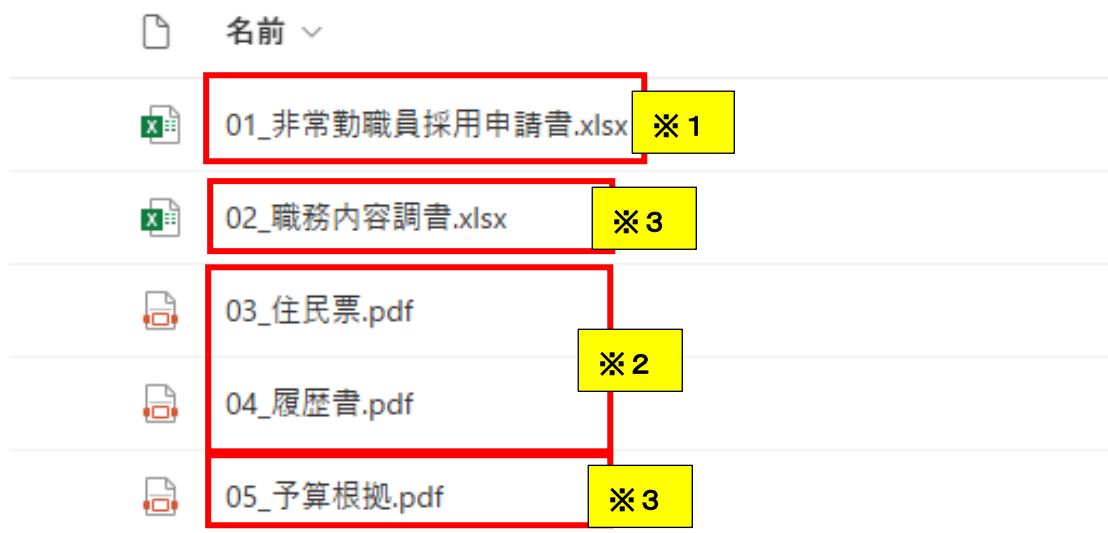 名前
01_非常勤職員採用申請書.xlsx ※1
02_職務内容調書.xlsx ※3
03_住民票.pdf
※2
04_履歴書.pdf
05_予算根拠.pdf ※3